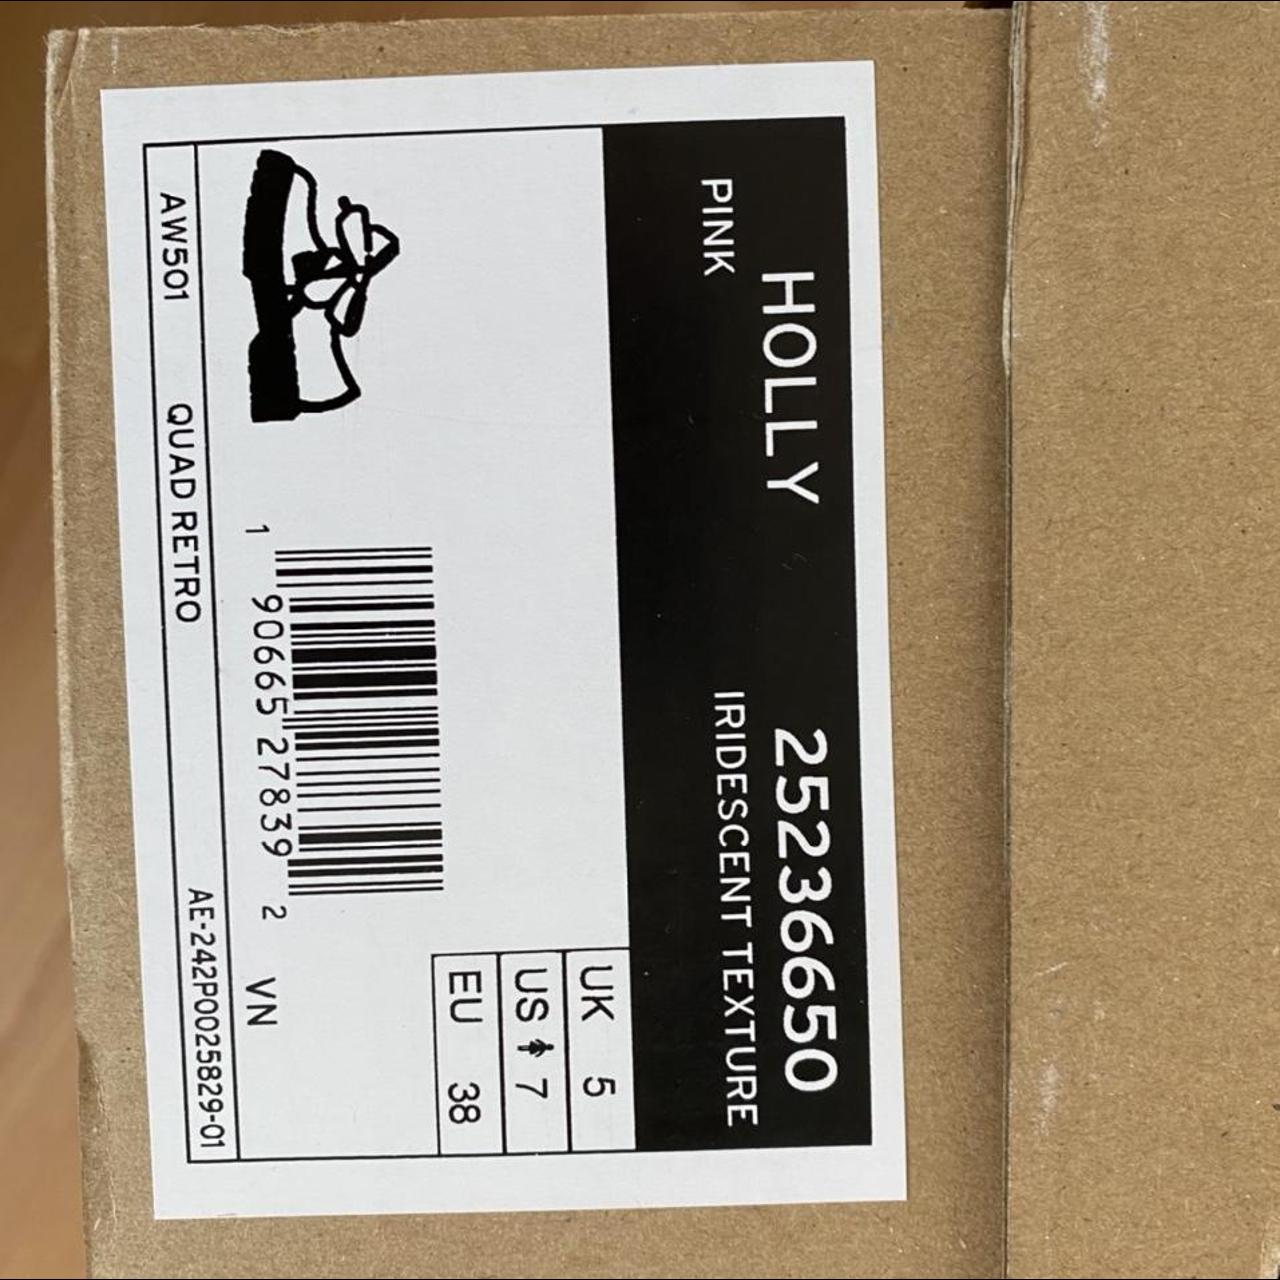 HOLLY 25236650
PINK IRIDESCENT TEXTURE
UK 5
US 7
EU 38
1 90665 27839 2 VN
AW501 QUAD RETRO AE-242P0025829-01